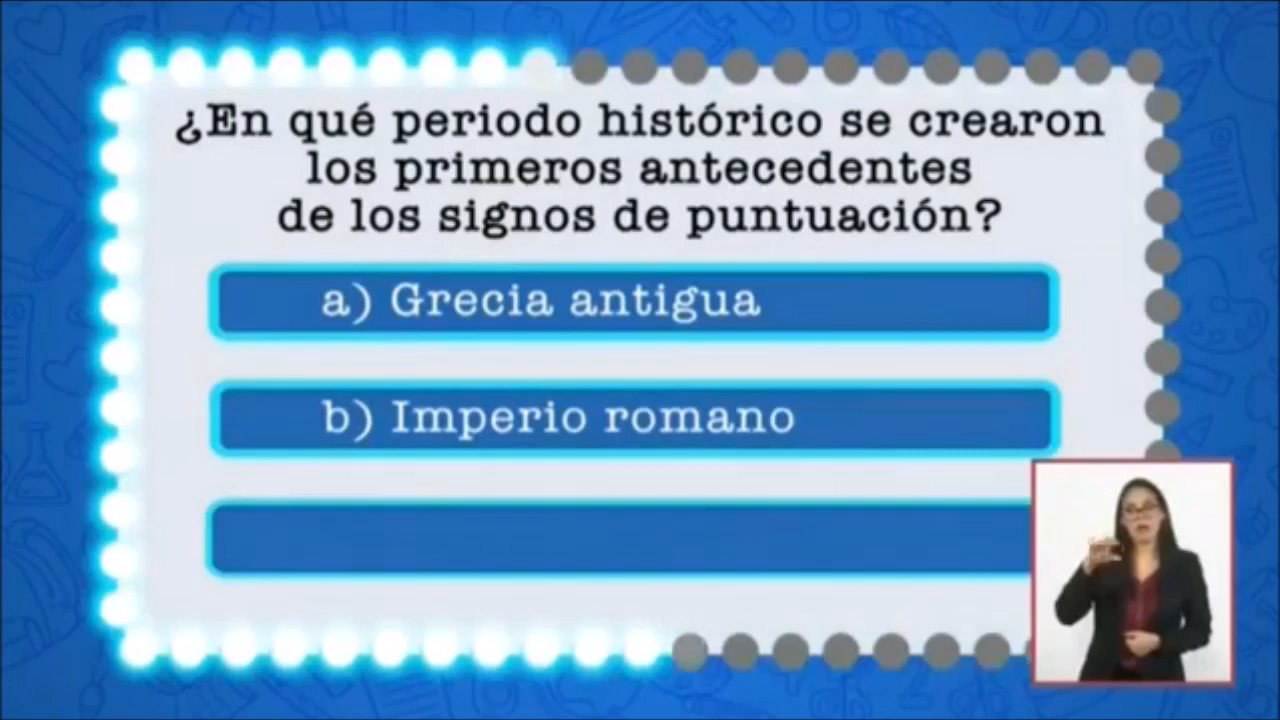 ¿En qué periodo histórico se crearon
los primeros antecedentes
de los signos de puntuación?
a) Grecia antigua
b) Imperio romano